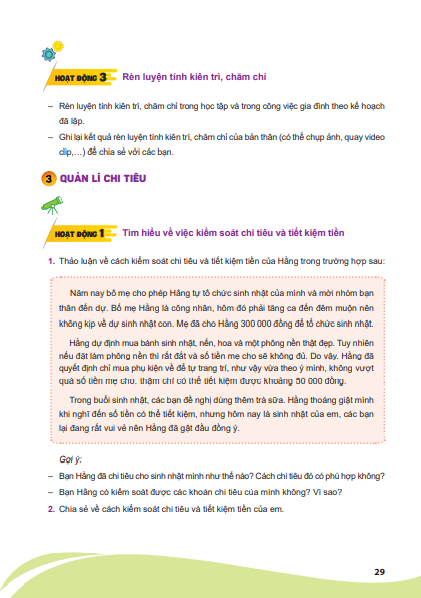 HOẠT ĐỘNG 3 Rèn luyện tính kiên trì, chăm chỉ
– Rèn luyện tính kiên trì, chăm chỉ trong học tập và trong công việc gia đình theo kế hoạch
đã lập.
– Ghi lại kết quả rèn luyện tính kiên trì, chăm chỉ của bản thân (có thể chụp ảnh, quay video
clip,...) để chia sẻ với các bạn.
3 QUẢN LÍ CHI TIÊU
HOẠT ĐỘNG 1 Tìm hiểu về việc kiểm soát chi tiêu và tiết kiệm tiền
1. Thảo luận về cách kiểm soát chi tiêu và tiết kiệm tiền của Hằng trong trường hợp sau:
Năm nay bố mẹ cho phép Hằng tự tổ chức sinh nhật của mình và mời nhóm bạn
thân đến dự. Bố mẹ Hằng là công nhân, hôm đó phải tăng ca đến đêm muộn nên
không kịp về dự sinh nhật con. Mẹ đã cho Hằng 300 000 đồng để tổ chức sinh nhật.
Hằng dự định mua bánh sinh nhật, nến, hoa và một phông nền thật đẹp. Tuy nhiên
nếu đặt làm phông nền thì rất đắt và số tiền mẹ cho sẽ không đủ. Do vậy. Hằng đã
quyết định chỉ mua phụ kiện về để tự trang trí, như vậy vừa theo ý mình, không vượt
quá số tiền mẹ cho, thậm chí có thể tiết kiệm được khoảng 50 000 đồng.
Trong buổi sinh nhật, các bạn đề nghị dùng thêm trà sữa. Hằng thoáng giật mình
khi nghĩ đến số tiền có thể tiết kiệm, nhưng hôm nay là sinh nhật của em, các bạn
lại đang rất vui vẻ nên Hằng đã gật đầu đồng ý.
Gợi ý:
– Bạn Hằng đã chi tiêu cho sinh nhật mình như thế nào? Cách chi tiêu đó có phù hợp không?
– Bạn Hằng có kiểm soát được các khoản chi tiêu của mình không? Vì sao?
2. Chia sẻ về cách kiểm soát chi tiêu và tiết kiệm tiền của em.
29